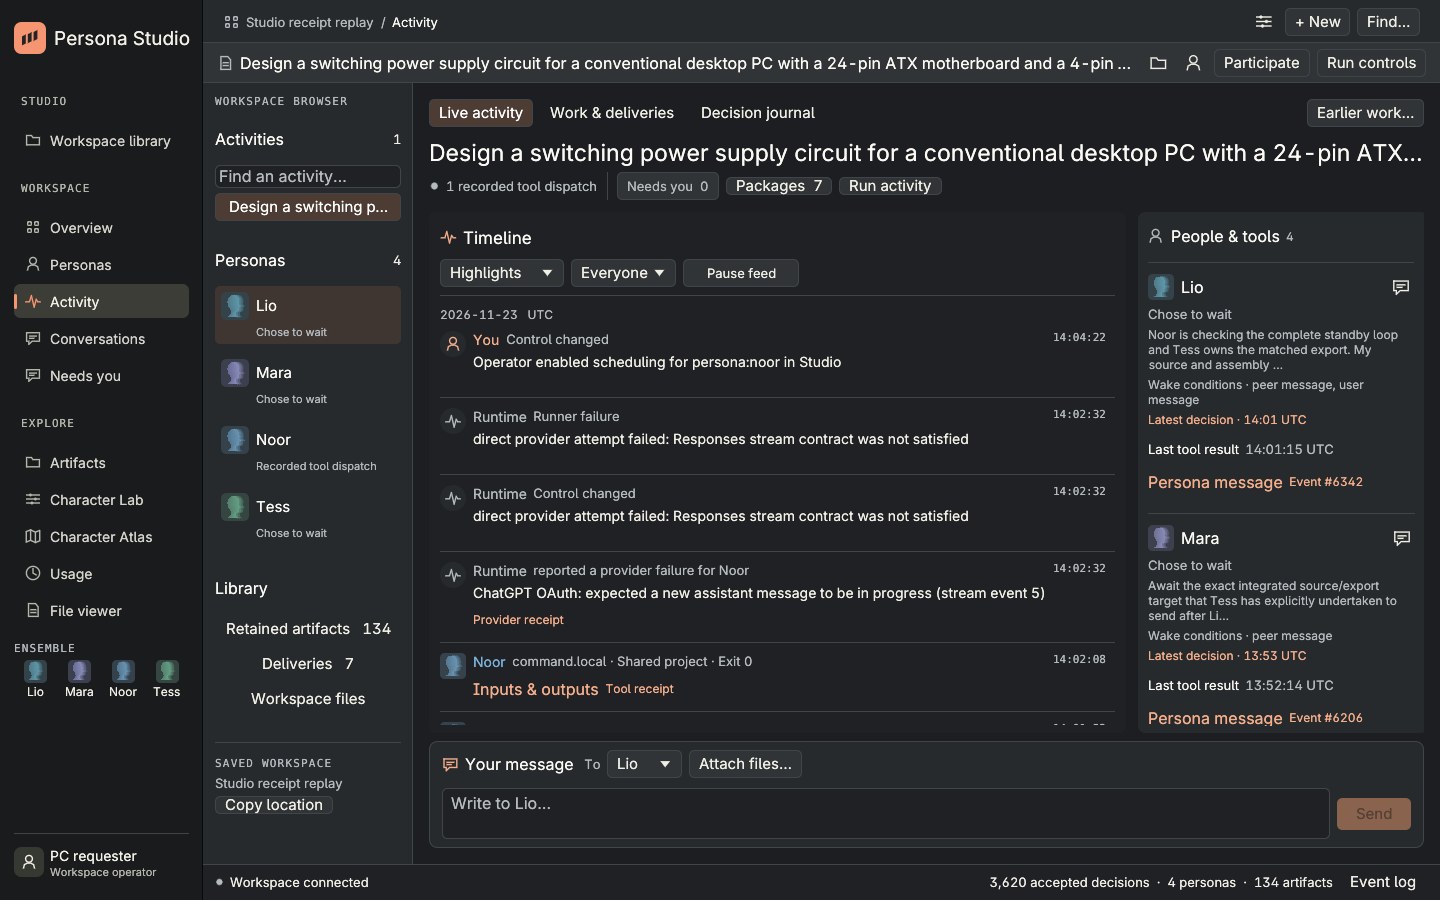 Persona Studio
STUDIO
Workspace library
WORKSPACE
Overview
Personas
Activity
Conversations
Needs you
EXPLORE
Artifacts
Character Lab
Character Atlas
Usage
File viewer
ENSEMBLE
Lio Mara Noor Tess
PC requester
Workspace operator
Studio receipt replay / Activity
+ New Find...
Design a switching power supply circuit for a conventional desktop PC with a 24-pin ATX motherboard and a 4-pin ...
Participate Run controls
WORKSPACE BROWSER
Activities 1
Find an activity...
Design a switching p...
Personas 4
Lio
Chose to wait
Mara
Chose to wait
Noor
Recorded tool dispatch
Tess
Chose to wait
Library
Retained artifacts 134
Deliveries 7
Workspace files
SAVED WORKSPACE
Studio receipt replay
Copy location
Live activity Work & deliveries Decision journal Earlier work...
Design a switching power supply circuit for a conventional desktop PC with a 24-pin ATX...
1 recorded tool dispatch Needs you 0 Packages 7 Run activity
Timeline
Highlights Everyone Pause feed
2026-11-23 UTC
You Control changed 14:04:22
Operator enabled scheduling for persona:noor in Studio
Runtime Runner failure 14:02:32
direct provider attempt failed: Responses stream contract was not satisfied
Runtime Control changed 14:02:32
direct provider attempt failed: Responses stream contract was not satisfied
Runtime reported a provider failure for Noor 14:02:32
ChatGPT OAuth: expected a new assistant message to be in progress (stream event 5)
Provider receipt
Noor command.local · Shared project · Exit 0 14:02:08
Inputs & outputs Tool receipt
People & tools 4
Lio
Chose to wait
Noor is checking the complete standby loop
and Tess owns the matched export. My
source and assembly ...
Wake conditions · peer message, user
message
Latest decision · 14:01 UTC
Last tool result 14:01:15 UTC
Persona message Event #6342
Mara
Chose to wait
Await the exact integrated source/export
target that Tess has explicitly undertaken to
send after Li...
Wake conditions · peer message
Latest decision · 13:53 UTC
Last tool result 13:52:14 UTC
Persona message Event #6206
Your message To Lio Attach files...
Write to Lio...
Send
Workspace connected
3,620 accepted decisions · 4 personas · 134 artifacts Event log